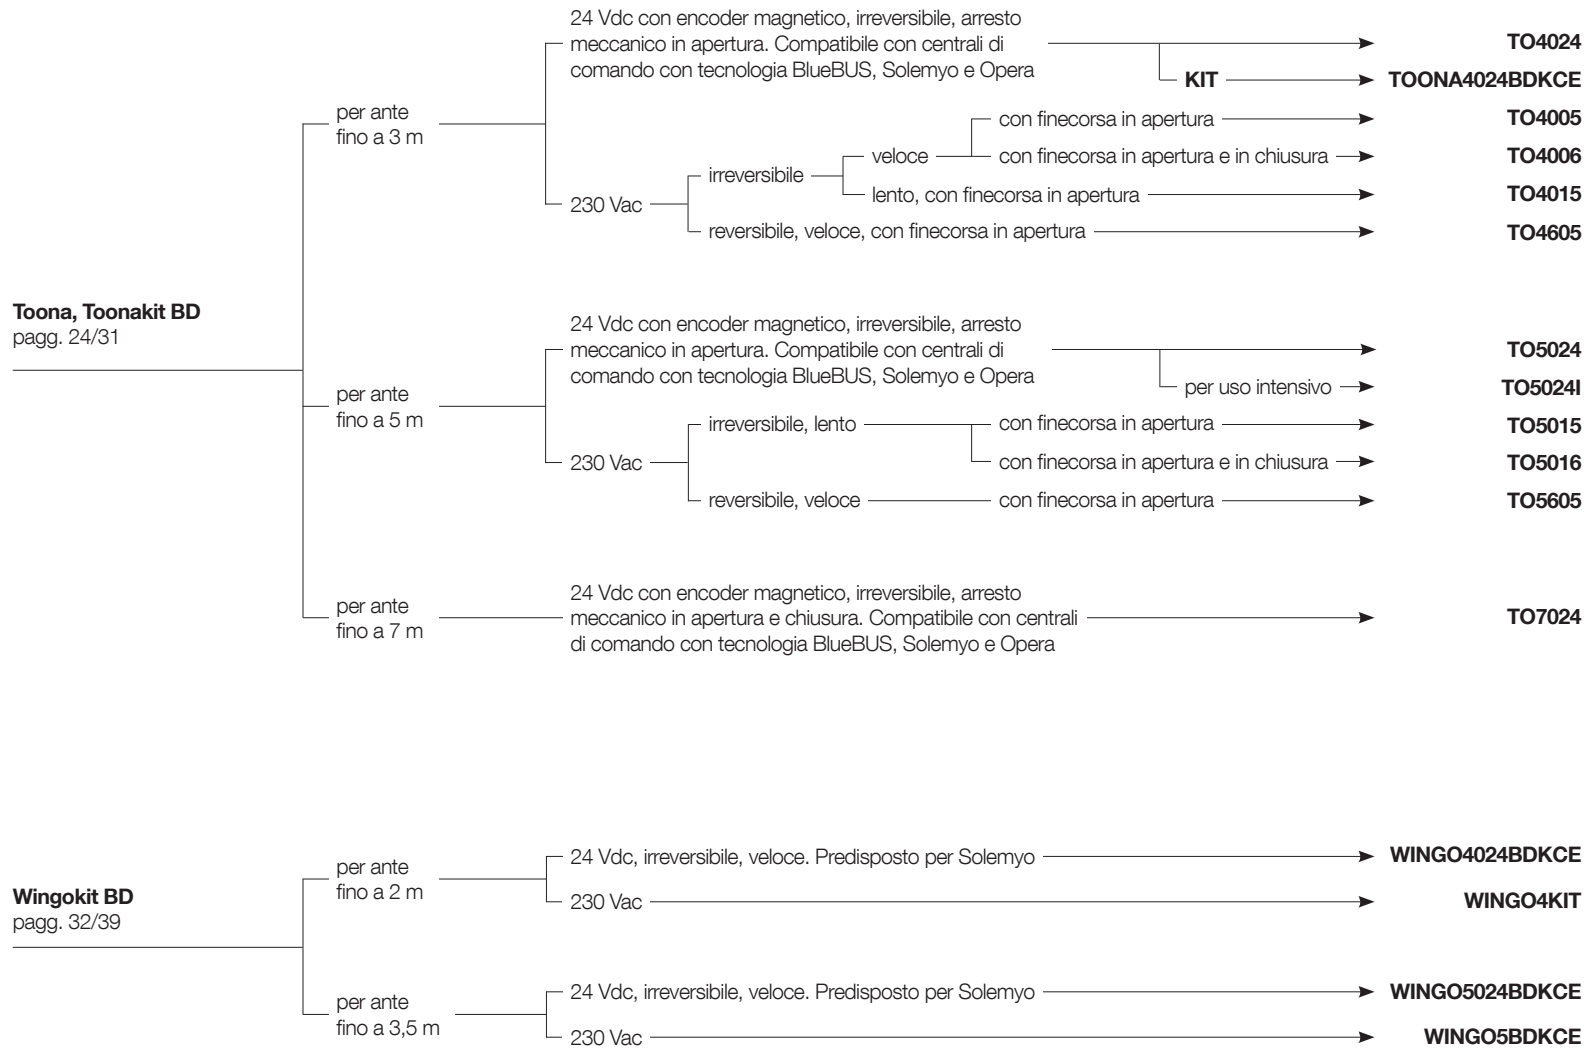 Toona, Toonakit BD
pagg. 24/31
per ante
fino a 3 m
24 Vdc con encoder magnetico, irreversibile, arresto
meccanico in apertura. Compatibile con centrali di
comando con tecnologia BlueBUS, Solemyo e Opera
TO4024
KIT
TOONA4024BDKCE
230 Vac
irreversibile
veloce
con finecorsa in apertura
TO4005
con finecorsa in apertura e in chiusura
TO4006
lento, con finecorsa in apertura
TO4015
reversibile, veloce, con finecorsa in apertura
TO4605
per ante
fino a 5 m
24 Vdc con encoder magnetico, irreversibile, arresto
meccanico in apertura. Compatibile con centrali di
comando con tecnologia BlueBUS, Solemyo e Opera
TO5024
per uso intensivo
TO5024I
230 Vac
irreversibile, lento
con finecorsa in apertura
TO5015
con finecorsa in apertura e in chiusura
TO5016
reversibile, veloce
con finecorsa in apertura
TO5605
per ante
fino a 7 m
24 Vdc con encoder magnetico, irreversibile, arresto
meccanico in apertura e chiusura. Compatibile con centrali
di comando con tecnologia BlueBUS, Solemyo e Opera
TO7024
Wingokit BD
pagg. 32/39
per ante
fino a 2 m
24 Vdc, irreversibile, veloce. Predisposto per Solemyo
WINGO4024BDKCE
230 Vac
WINGO4KIT
per ante
fino a 3,5 m
24 Vdc, irreversibile, veloce. Predisposto per Solemyo
WINGO5024BDKCE
230 Vac
WINGO5BDKCE